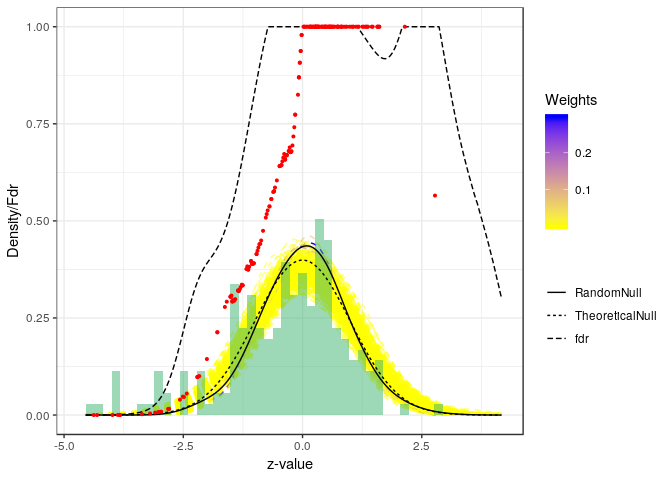 1.00
0.75
0.50
0.25
0.00
Density/Fdr
-5.0
-2.5
0.0
2.5
z-value
Weights
0.2
0.1
RandomNull
TheoreticalNull
fdr